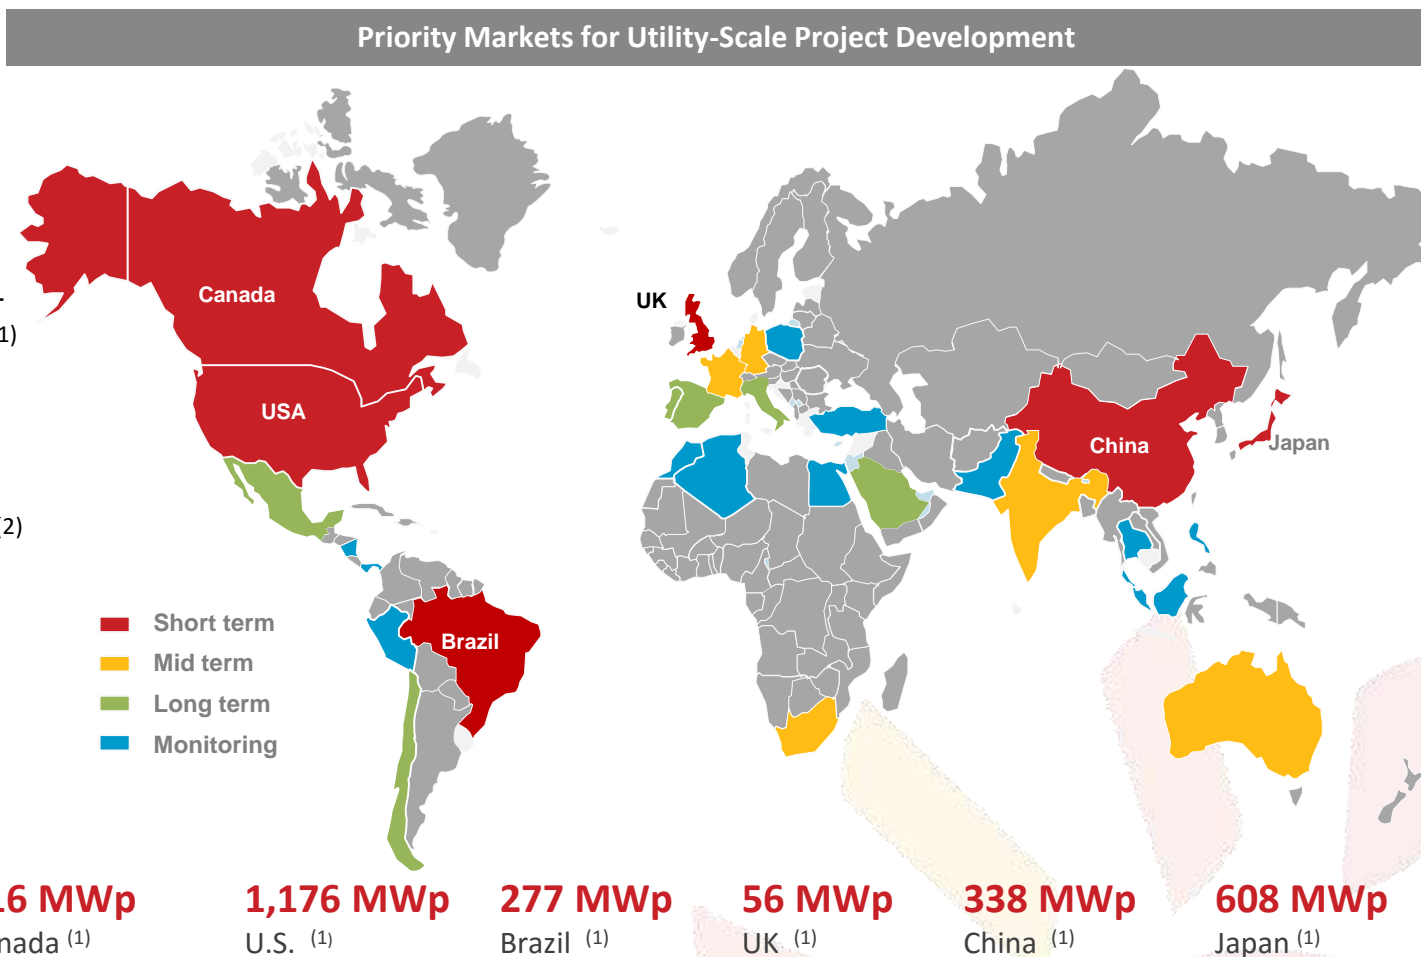 Priority Markets for Utility-Scale Project Development
Canada
UK
1)
USA
China
Japan
(2)
Short term
Brazil
Mid term
Long term
Monitoring
16 MWp 1,176 MWp 277 MWp 56 MWp 338 MWp 608 MWp
nada (1) U.S. (1) Brazil (1) UK (1) China (1) Japan (1)